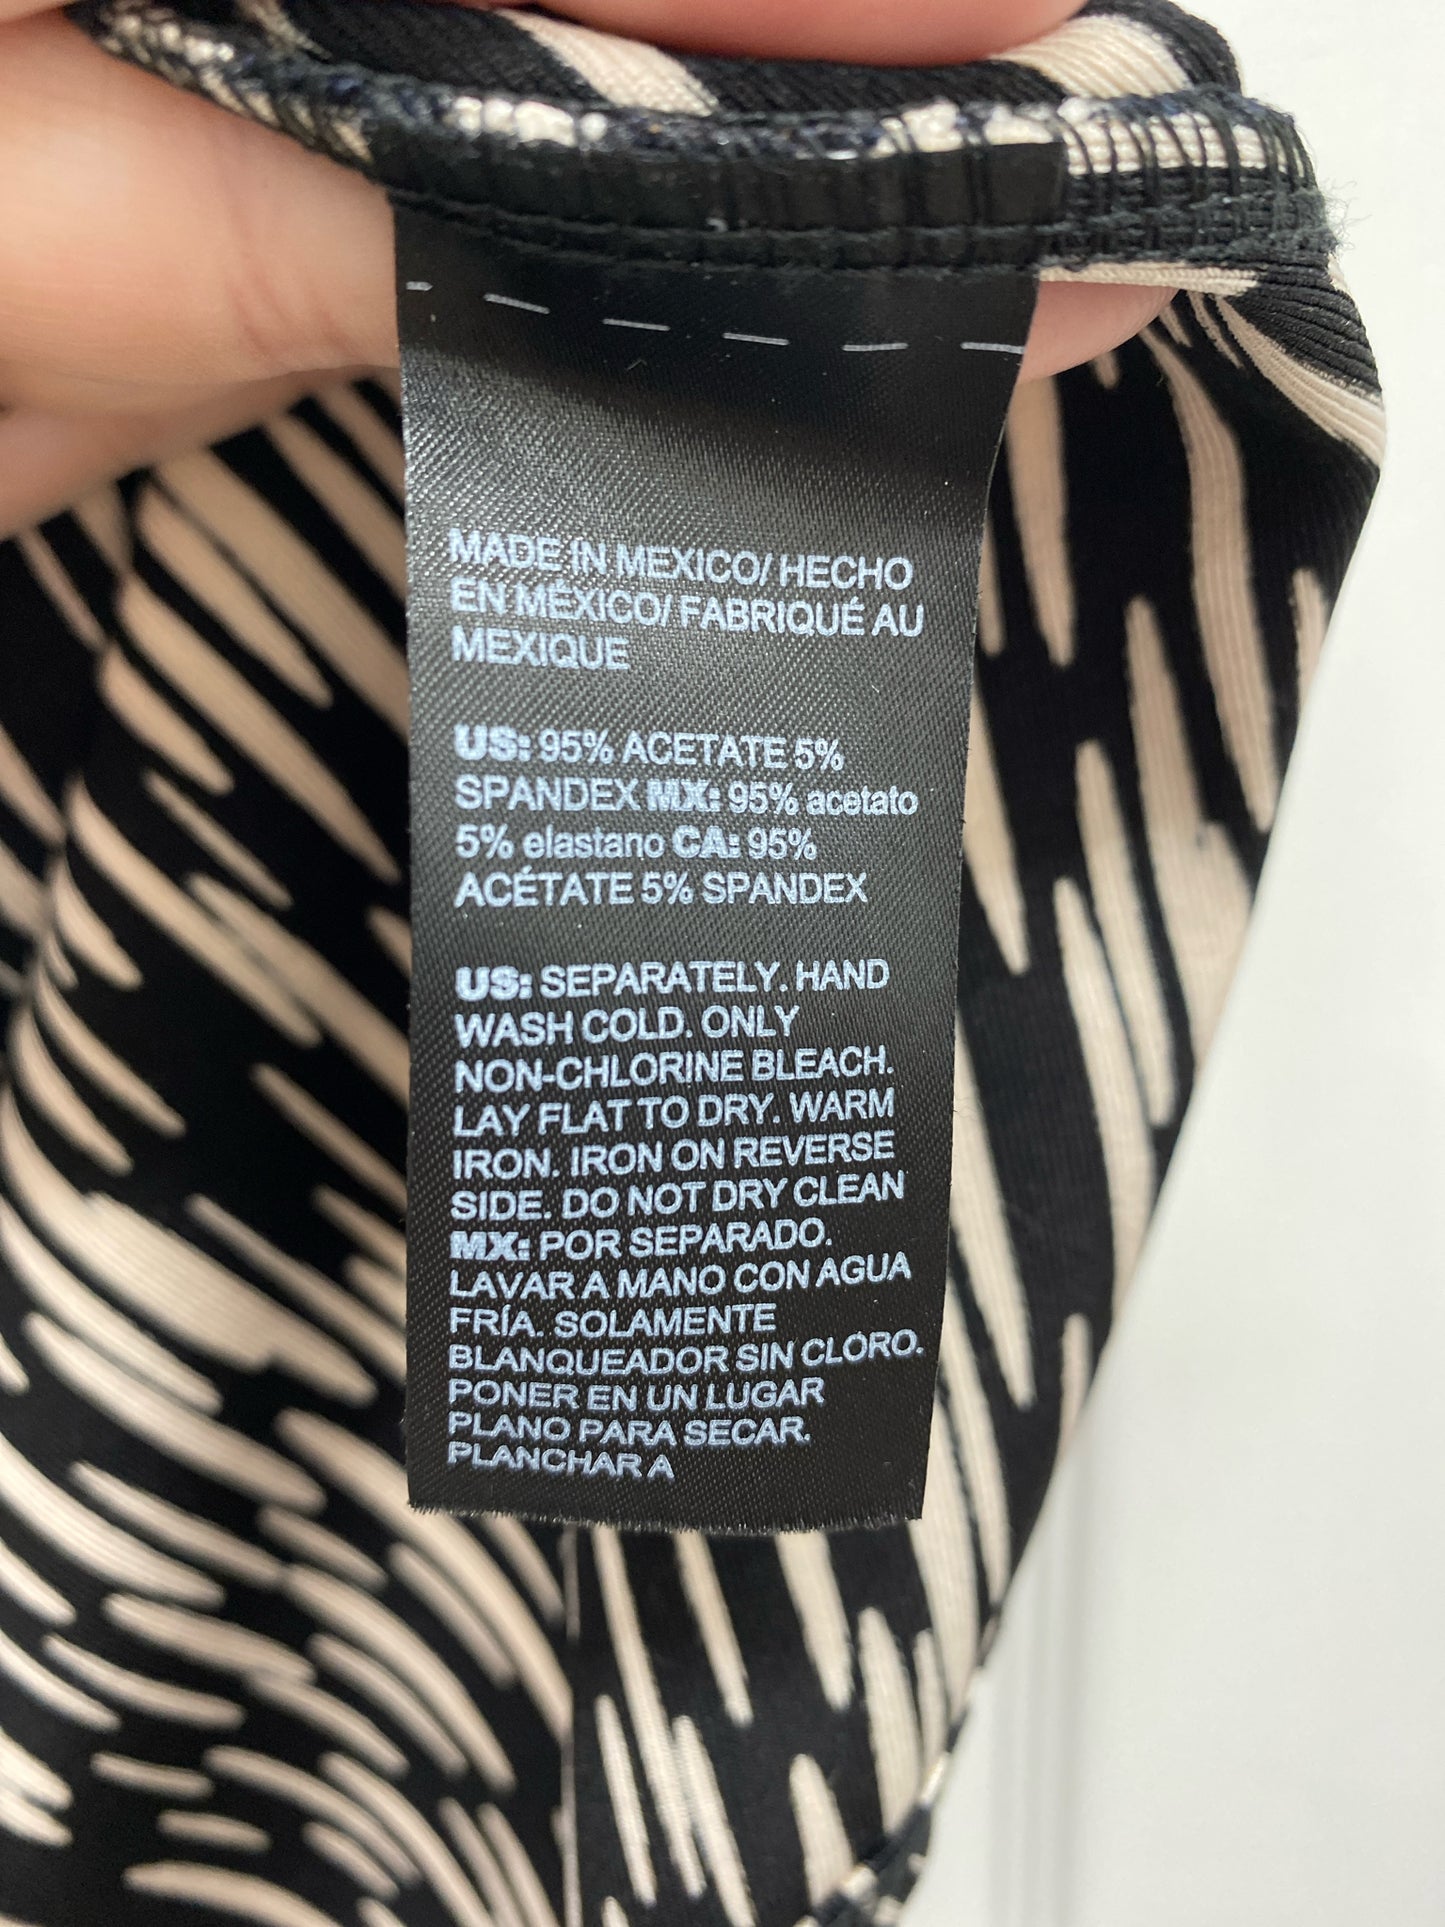 MADE IN MEXICO/ HECHO
EN MÉXICO/ FABRIQUÉ AU
MEXIQUE
US: 95% ACETATE 5%
SPANDEX MX: 95% acetato
5% elastano CA: 95%
ACÉTATE 5% SPANDEX
US: SEPARATELY. HAND
WASH COLD. ONLY
NON-CHLORINE BLEACH.
LAY FLAT TO DRY. WARM
IRON. IRON ON REVERSE
SIDE. DO NOT DRY CLEAN
MX: POR SEPARADO.
LAVAR A MANO CON AGUA
FRÍA. SOLAMENTE
BLANQUEADOR SIN CLORO.
PONER EN UN LUGAR
PLANO PARA SECAR.
PLANCHAR A